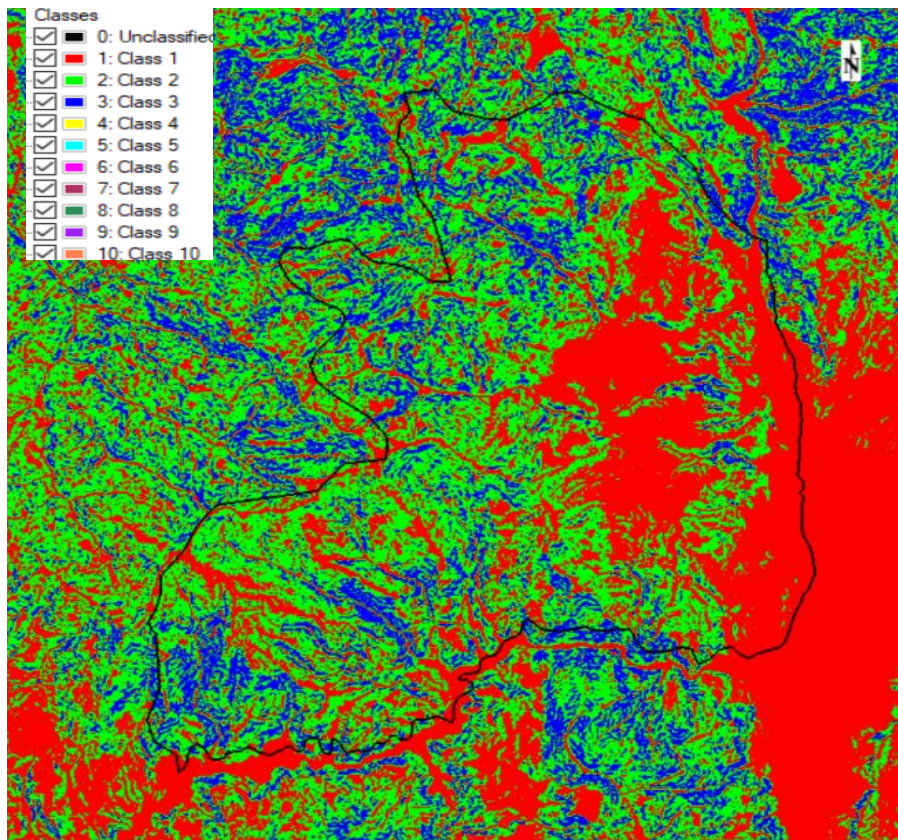 Classes
0: Unclassified
1: Class 1
2: Class 2
3: Class 3
4: Class 4
5: Class 5
6: Class 6
7: Class 7
8: Class 8
9: Class 9
10: Class 10
N